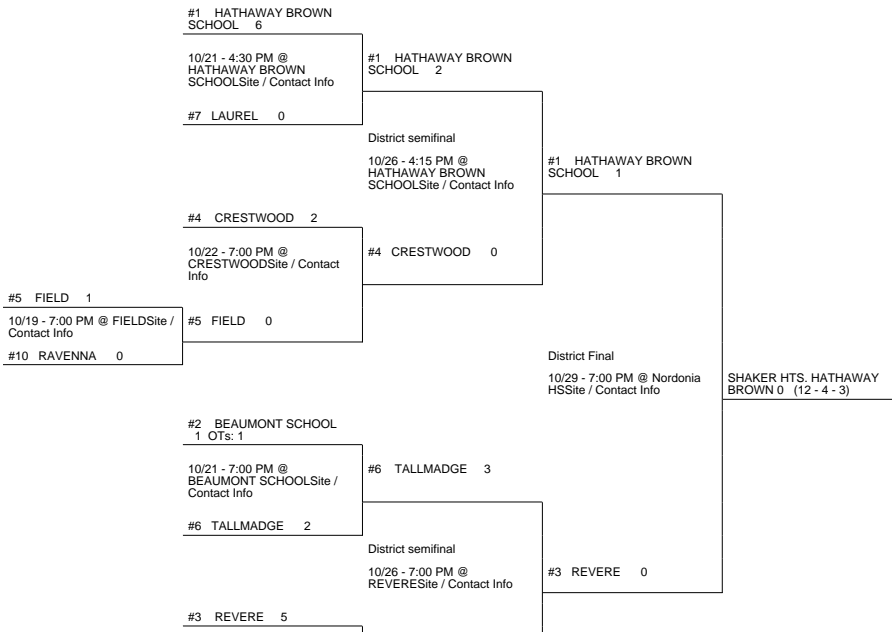 #1 HATHAWAY BROWN
SCHOOL 6
10/21 - 4:30 PM @
HATHAWAY BROWN
SCHOOLSite / Contact Info
#7 LAUREL 0
#1 HATHAWAY BROWN
SCHOOL 2
District semifinal
10/26 - 4:15 PM @
HATHAWAY BROWN
SCHOOLSite / Contact Info
#1 HATHAWAY BROWN
SCHOOL 1
#4 CRESTWOOD 2
10/22 - 7:00 PM @
CRESTWOODSite / Contact
Info
#4 CRESTWOOD 0
#5 FIELD 1
10/19 - 7:00 PM @ FIELDSite /
Contact Info
#10 RAVENNA 0
#5 FIELD 0
District Final
10/29 - 7:00 PM @ Nordonia
HSSite / Contact Info
SHAKER HTS. HATHAWAY
BROWN 0 (12 - 4 - 3)
#2 BEAUMONT SCHOOL
1 OTs: 1
10/21 - 7:00 PM @
BEAUMONT SCHOOLSite /
Contact Info
#6 TALLMADGE 2
#6 TALLMADGE 3
District semifinal
10/26 - 7:00 PM @
REVERESite / Contact Info
#3 REVERE 0
#3 REVERE 5